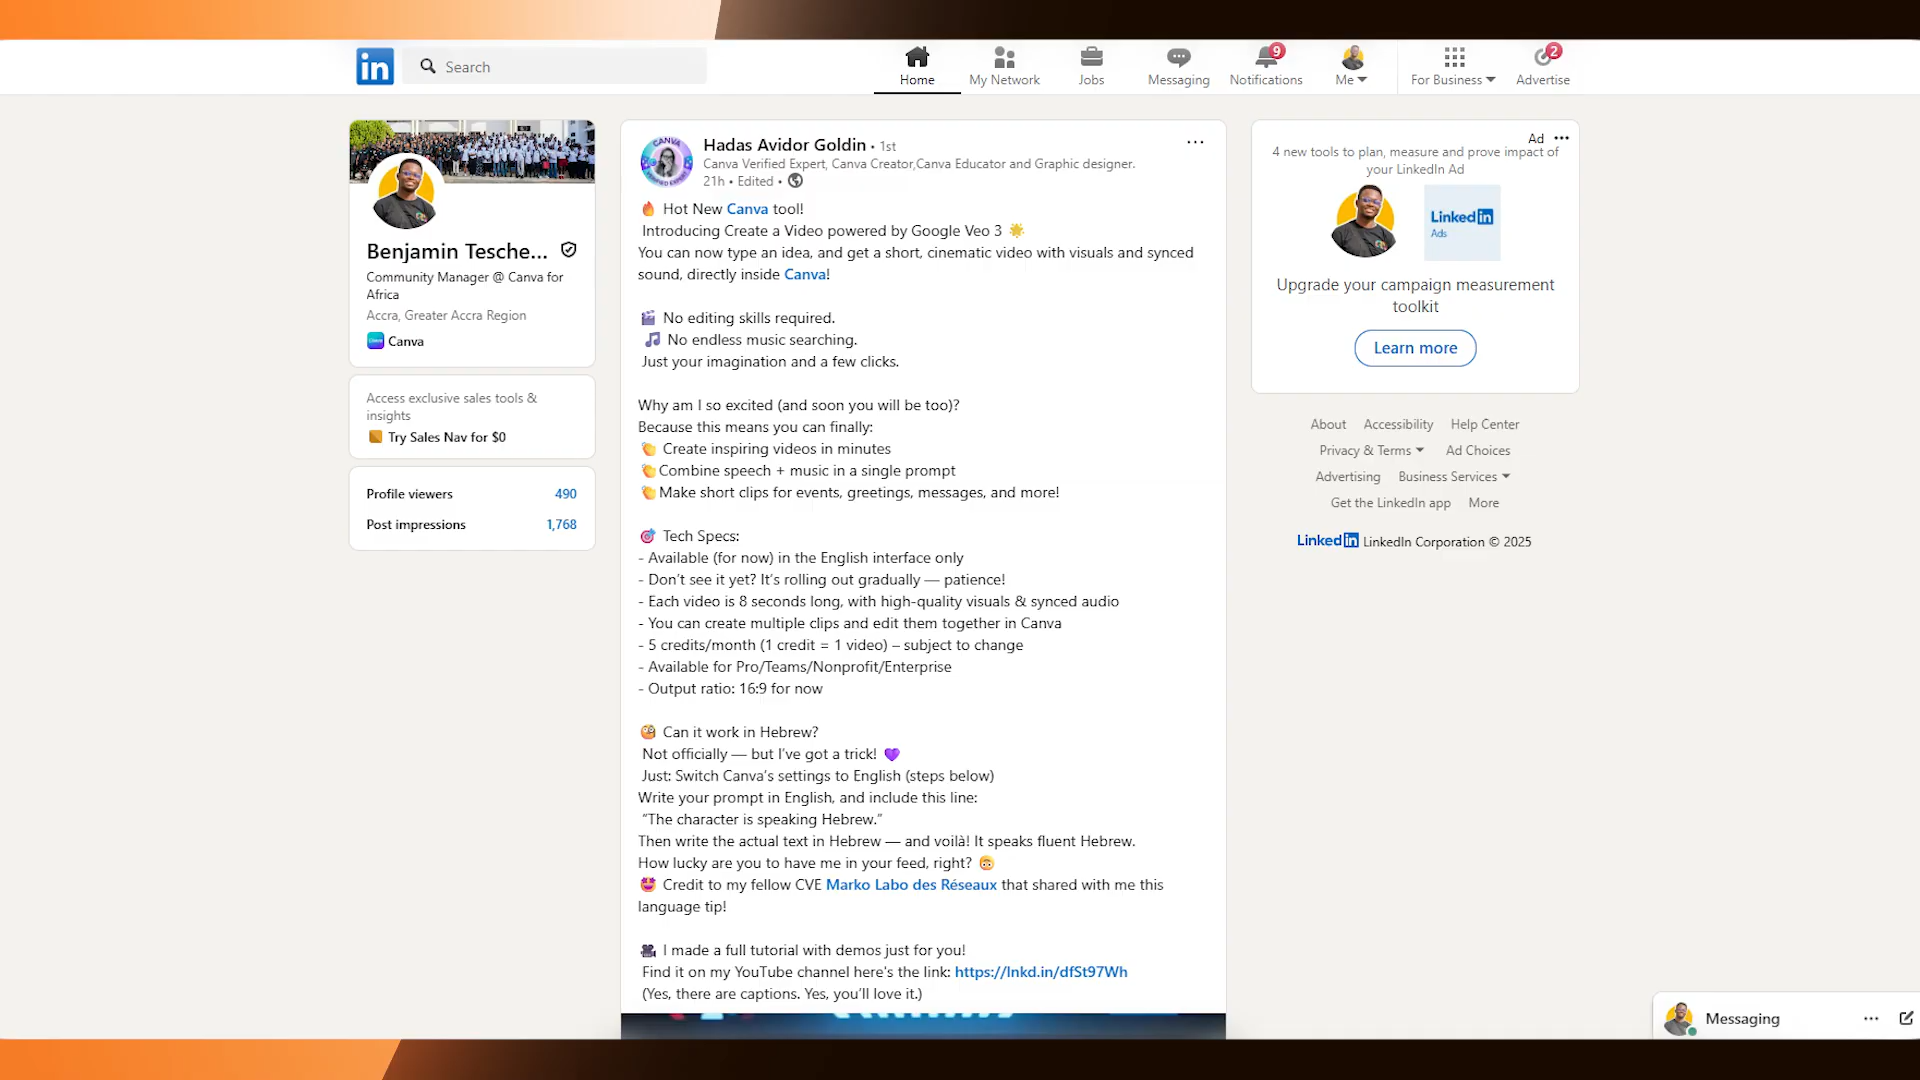 in
Search
Home
My Network
Jobs
Messaging
9
Notifications
Me
For Business
2
Advertise
Benjamin Tesche...
Community Manager @ Canva for
Africa
Accra, Greater Accra Region
Canva
Access exclusive sales tools &
insights
Try Sales Nav for $0
Profile viewers 490
Post impressions 1,768
CANVA
Hadas Avidor Goldin • 1st
Canva Verified Expert, Canva Creator,Canva Educator and Graphic designer.
21h • Edited •
🔥 Hot New Canva tool!
Introducing Create a Video powered by Google Veo 3 🌟
You can now type an idea, and get a short, cinematic video with visuals and synced
sound, directly inside Canva!
🎬 No editing skills required.
🎵 No endless music searching.
Just your imagination and a few clicks.
Why am I so excited (and soon you will be too)?
Because this means you can finally:
👏 Create inspiring videos in minutes
👏Combine speech + music in a single prompt
👏Make short clips for events, greetings, messages, and more!
🎯 Tech Specs:
- Available (for now) in the English interface only
- Don't see it yet? It's rolling out gradually — patience!
- Each video is 8 seconds long, with high-quality visuals & synced audio
- You can create multiple clips and edit them together in Canva
- 5 credits/month (1 credit = 1 video) – subject to change
- Available for Pro/Teams/Nonprofit/Enterprise
- Output ratio: 16:9 for now
🧐 Can it work in Hebrew?
Not officially — but I've got a trick! 💜
Just: Switch Canva's settings to English (steps below)
Write your prompt in English, and include this line:
"The character is speaking Hebrew."
Then write the actual text in Hebrew — and voilà! It speaks fluent Hebrew.
How lucky are you to have me in your feed, right?
🤩 Credit to my fellow CVE Marko Labo des Réseaux that shared with me this
language tip!
🎥 I made a full tutorial with demos just for you!
Find it on my YouTube channel here's the link: https://lnkd.in/dfSt97Wh
(Yes, there are captions. Yes, you'll love it.)
Ad
4 new tools to plan, measure and prove impact of
your LinkedIn Ad
Linked in
Ads
Upgrade your campaign measurement
toolkit
Learn more
About Accessibility Help Center
Privacy & Terms Ad Choices
Advertising Business Services
Get the LinkedIn app More
Linked in LinkedIn Corporation © 2025
Messaging